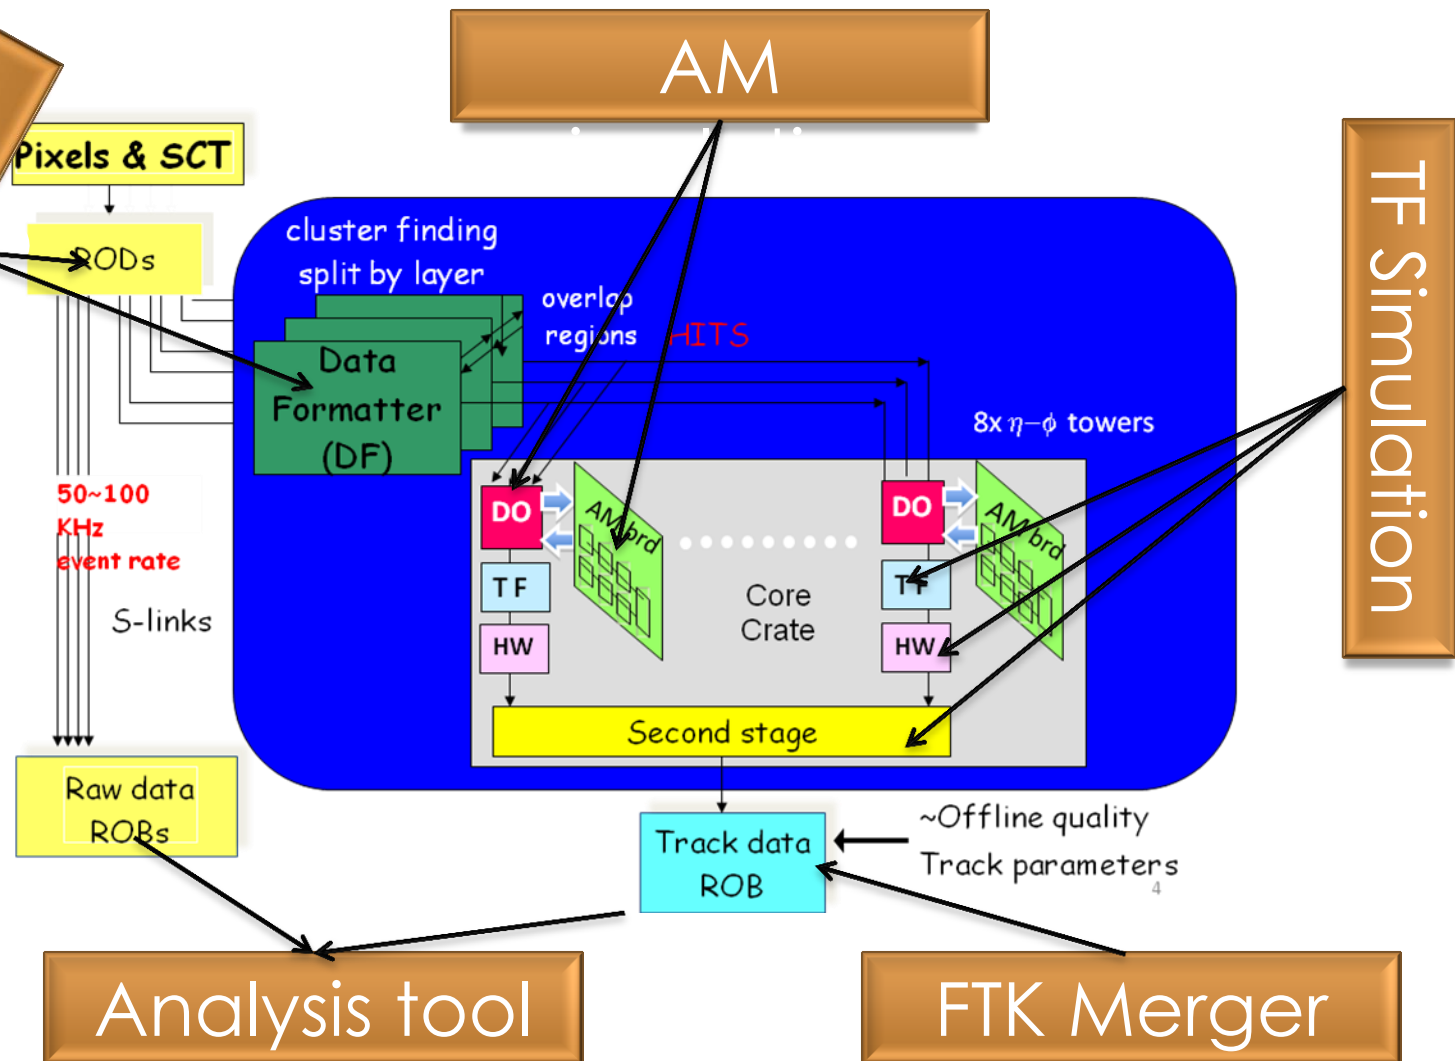 AM
Pixels & SCT
RODs
cluster finding
split by layer
overlap
regions
HITS
Data
Formatter
(DF)
8x η−ϕ towers
TF Simulation
50~100
KHz
event rate
S-links
DO
AM brd
TF
HW
Core
Crate
DO
AM brd
TF
HW
Second stage
Raw data
ROBs
Track data
ROB
~Offline quality
Track parameters
4
Analysis tool
FTK Merger